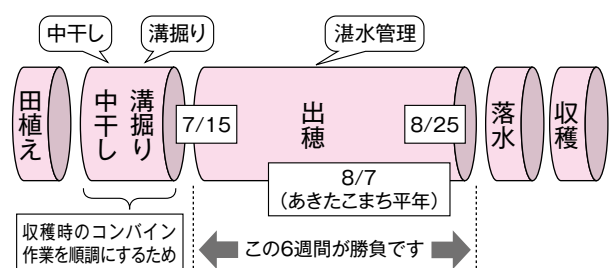 中干し
溝掘り
湛水管理
田植え
溝掘り
中干し
7/15
出穂
8/25
落水
収穫
8/7
(あきたこまち平年)
収穫時のコンバイン
作業を順調にするため
この6週間が勝負です